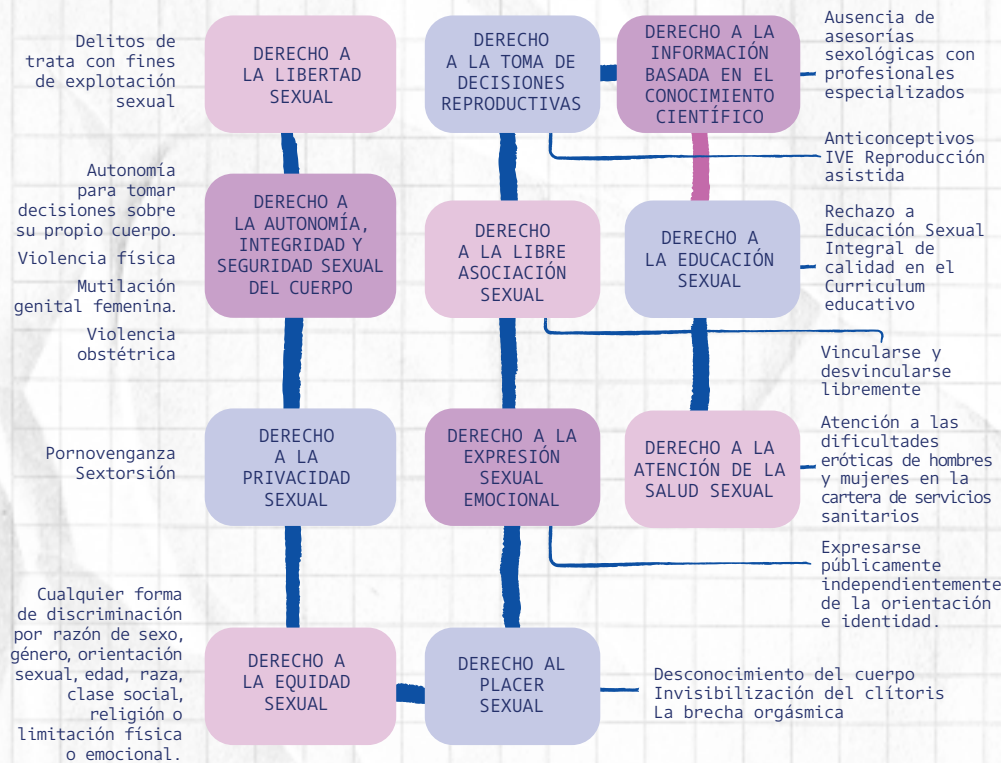 Delitos de
trata con fines
de explotación
sexual
DERECHO A
LA LIBERTAD
SEXUAL
Autonomía
para tomar
decisiones sobre
su propio cuerpo.
Violencia física
Mutilación
genital femenina.
Violencia
obstétrica
DERECHO A
LA AUTONOMÍA,
INTEGRIDAD Y
SEGURIDAD SEXUAL
DEL CUERPO
Pornovenganza
Sextorsión
DERECHO
A LA
PRIVACIDAD
SEXUAL
Cualquier forma
de discriminación
por razón de sexo,
género, orientación
sexual, edad, raza,
clase social,
religión o
limitación física
o emocional.
DERECHO A
LA EQUIDAD
SEXUAL
DERECHO AL
PLACER
SEXUAL
Desconocimiento del cuerpo
Invisibilización del clítoris
La brecha orgásmica
DERECHO A LA
EXPRESIÓN
SEXUAL
EMOCIONAL
Expresarse
públicamente
independientemente
de la orientación
e identidad.
DERECHO
A LA LIBRE
ASOCIACIÓN
SEXUAL
Vincularse y
desvincularse
libremente
DERECHO
A LA TOMA DE
DECISIONES
REPRODUCTIVAS
Anticonceptivos
IVE Reproducción
asistida
DERECHO A LA
INFORMACIÓN
BASADA EN EL
CONOCIMIENTO
CIENTÍFICO
Ausencia de
asesorías
sexológicas con
profesionales
especializados
DERECHO A
LA EDUCACIÓN
SEXUAL
Rechazo a
Educación Sexual
Integral de
calidad en el
Curriculum
educativo
DERECHO A LA
ATENCIÓN DE LA
SALUD SEXUAL
Atención a las
dificultades
eróticas de hombres
y mujeres en la
cartera de servicios
sanitarios